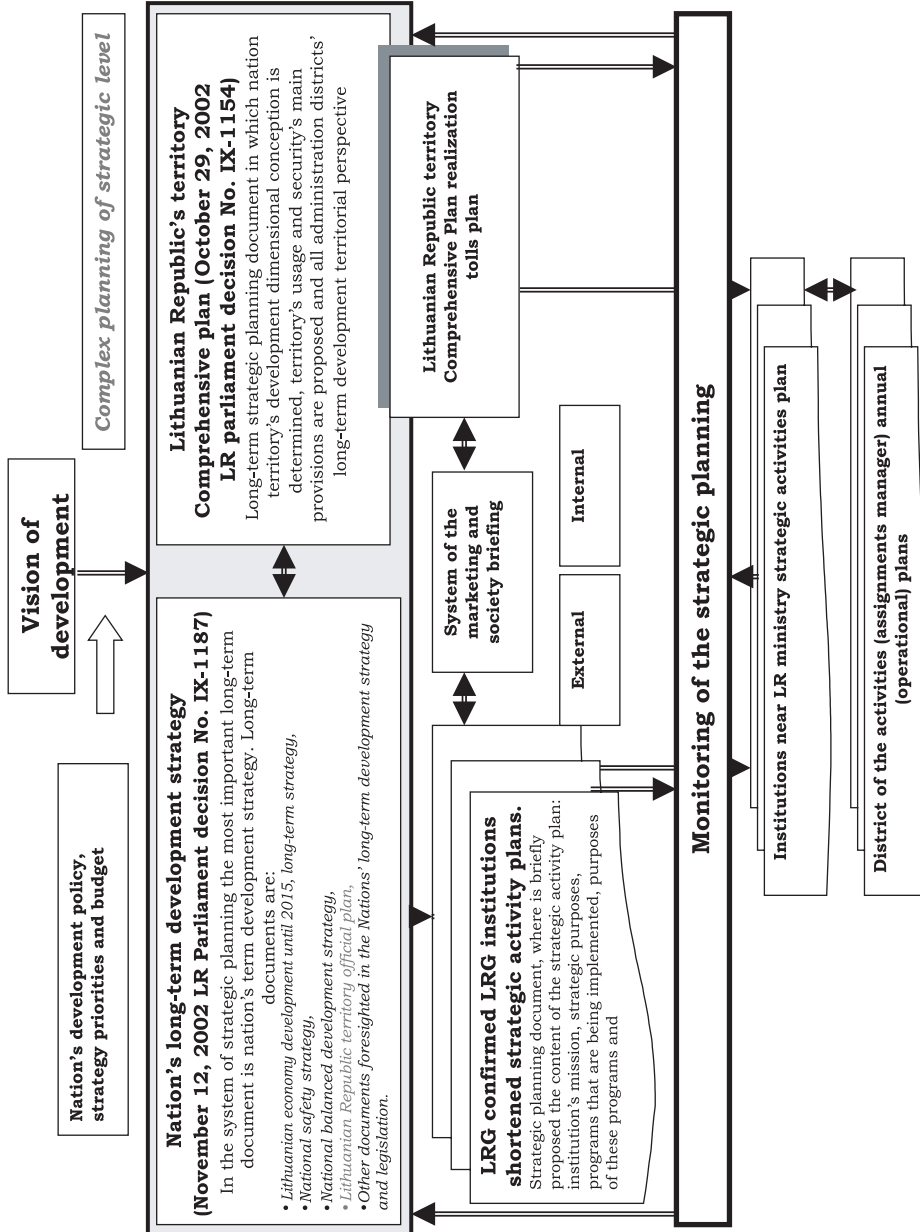 Nation's development policy,
strategy priorities and budget
Vision of
development
Complex planning of strategic level
Nation's long-term development strategy
(November 12, 2002 LR Parliament decision No. IX-1187)
In the system of strategic planning the most important long-term
document is nation's term development strategy. Long-term
documents are:
• Lithuanian economy development until 2015, long-term strategy,
• National safety strategy,
• National balanced development strategy,
• Lithuanian Republic territory official plan,
• Other documents foresighted in the Nations' long-term development strategy
and legislation.
Lithuanian Republic's territory
Comprehensive plan (October 29, 2002
LR parliament decision No. IX-1154)
Long-term strategic planning document in which nation
territory's development dimensional conception is
determined, territory's usage and security's main
provisions are proposed and all administration districts'
long-term development territorial perspective
LRG confirmed LRG institutions
shortened strategic activity plans.
Strategic planning document, where is briefly
proposed the content of the strategic activity plan:
institution's mission, strategic purposes,
programs that are being implemented, purposes
of these programs and
System of the
marketing and
society briefing
External
Internal
Lithuanian Republic territory
Comprehensive Plan realization
tolls plan
Monitoring of the strategic planning
Institutions near LR ministry strategic activities plan
District of the activities (assignments manager) annual
(operational) plans